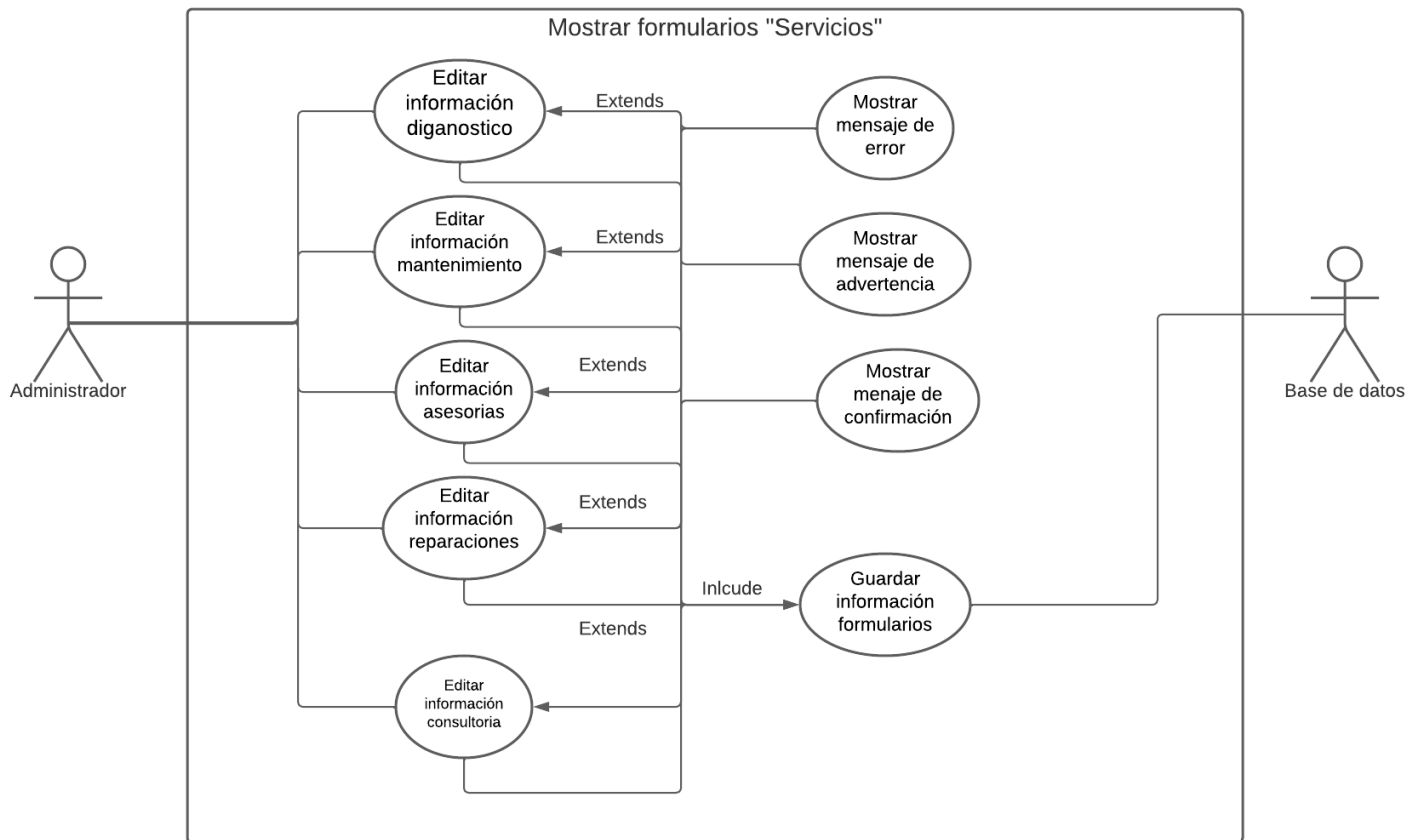 Mostrar formularios "Servicios"
Editar
información
diganostico
Extends
Mostrar
mensaje de
error
Editar
información
mantenimiento
Extends
Mostrar
mensaje de
advertencia
Administrador
Base de datos
Editar
información
asesorias
Extends
Mostrar
menaje de
confirmación
Editar
información
reparaciones
Extends
Inlcude
Guardar
información
formularios
Extends
Editar
información
consultoria